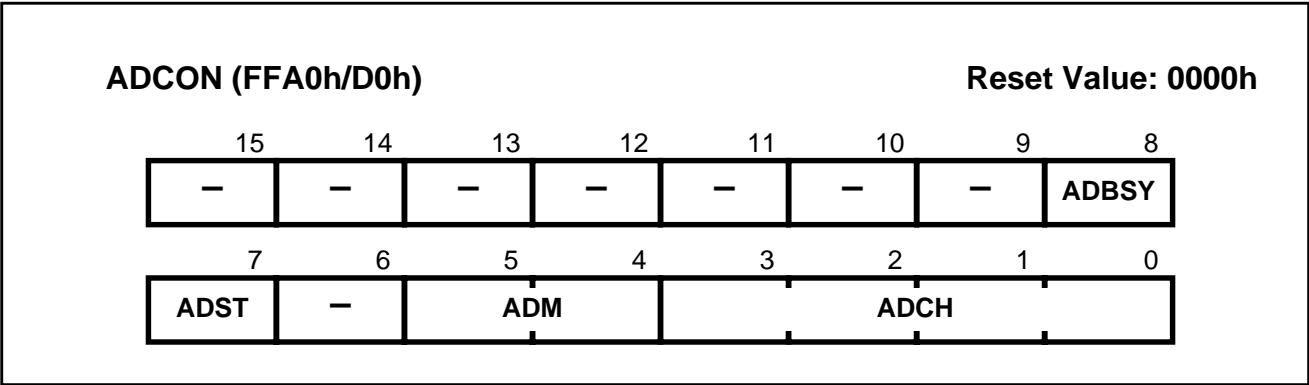 ADCON (FFA0h/D0h) Reset Value: 0000h
15 14 13 12 11 10 9 8
– – – – – – – ADBSY
7 6 5 4 3 2 1 0
ADST – ADM ADCH